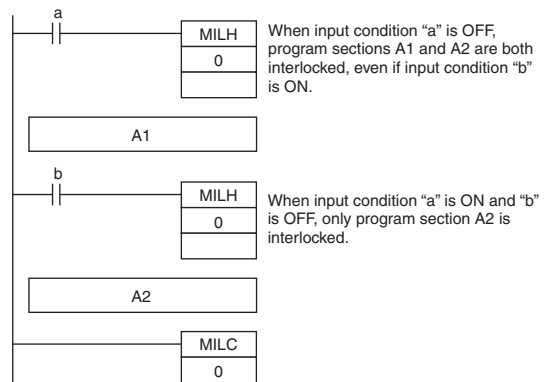 a
MILH
0
When input condition “a” is OFF,
program sections A1 and A2 are both
interlocked, even if input condition “b”
is ON.
A1
b
MILH
0
When input condition “a” is ON and “b”
is OFF, only program section A2 is
interlocked.
A2
MILC
0